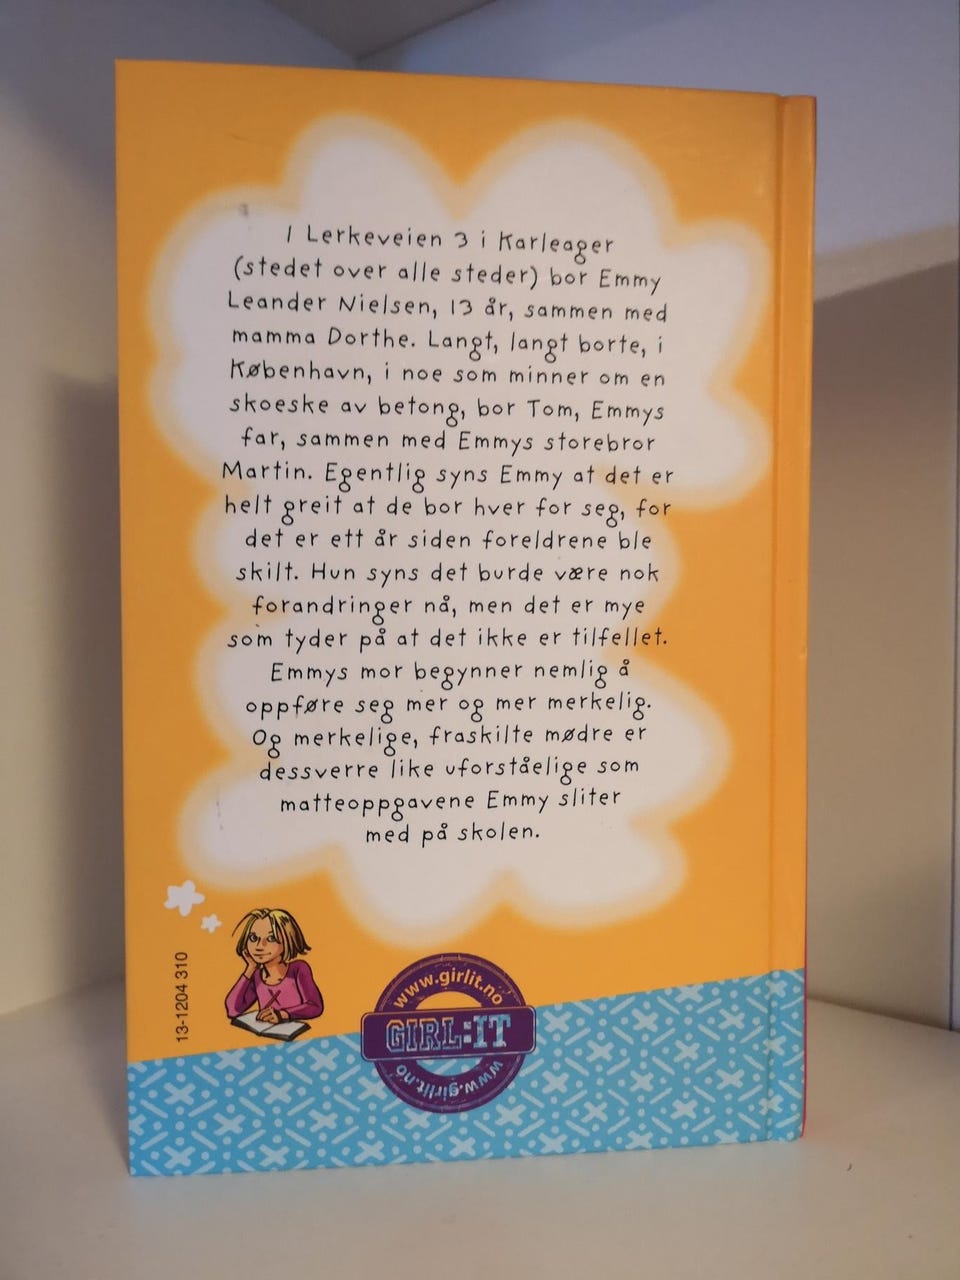 I Lerkeveien 3 i Karleager
(stedet over alle steder) bor Emmy
Leander Nielsen, 13 år, sammen med
mamma Dorthe. Langt, langt borte, i
København, i noe som minner om en
skoeske av betong, bor Tom, Emmys
far, sammen med Emmys storebror
Martin. Egentlig syns Emmy at det er
helt greit at de bor hver for seg, for
det er ett år siden foreldrene ble
skilt. Hun syns det burde være nok
forandringer nå, men det er mye
som tyder på at det ikke er tilfellet.
Emmys mor begynner nemlig å
oppføre seg mer og mer merkelig.
Og merkelige, fraskilte mødre er
dessverre like uforståelige som
matteoppgavene Emmy sliter
med på skolen.
13-1204 310
www.girlit.no
GIRL:IT
www.girlit.no